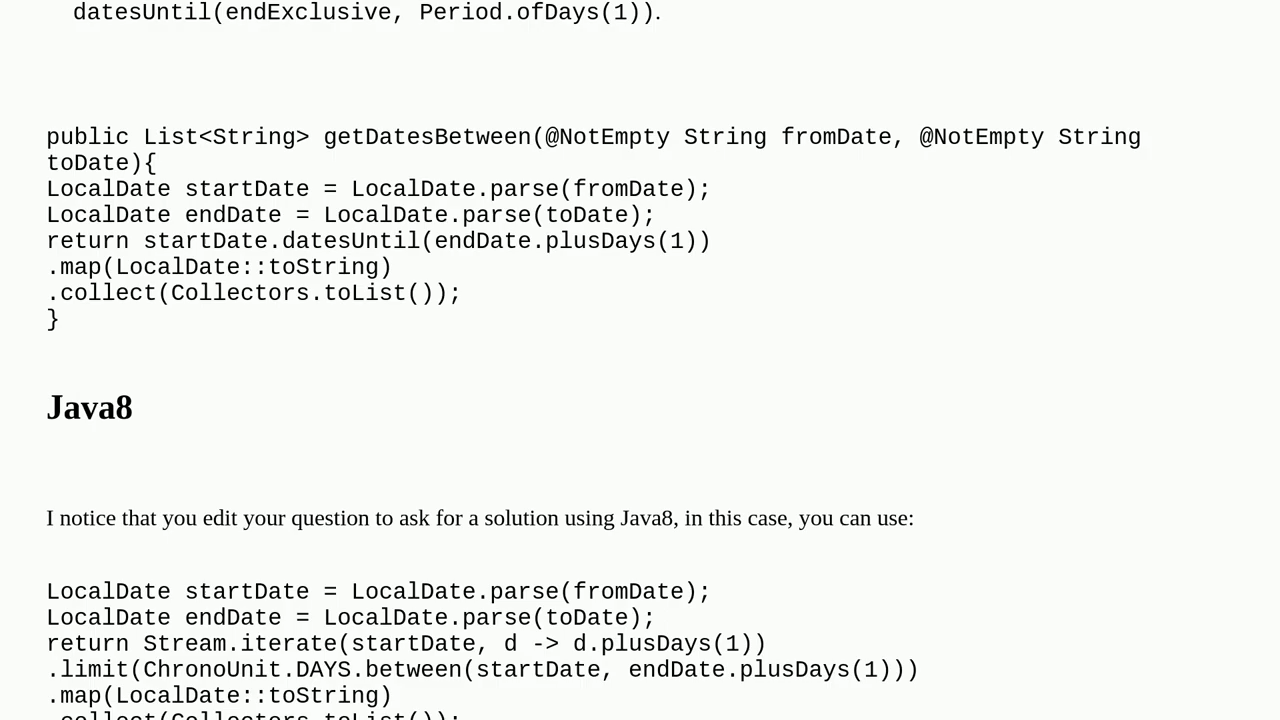 datesUntil(endExclusive, Period.ofDays(1)).
public List<String> getDatesBetween(@NotEmpty String fromDate, @NotEmpty String
toDate){
LocalDate startDate = LocalDate.parse(fromDate);
LocalDate endDate = LocalDate.parse(toDate);
return startDate.datesUntil(endDate.plusDays(1))
.map(LocalDate::toString)
.collect(Collectors.toList());
}
Java8
I notice that you edit your question to ask for a solution using Java8, in this case, you can use:
LocalDate startDate = LocalDate.parse(fromDate);
LocalDate endDate = LocalDate.parse(toDate);
return Stream.iterate(startDate, d -> d.plusDays(1))
.limit(ChronoUnit.DAYS.between(startDate, endDate.plusDays(1)))
.map(LocalDate::toString)
.collect(Collectors.toList());